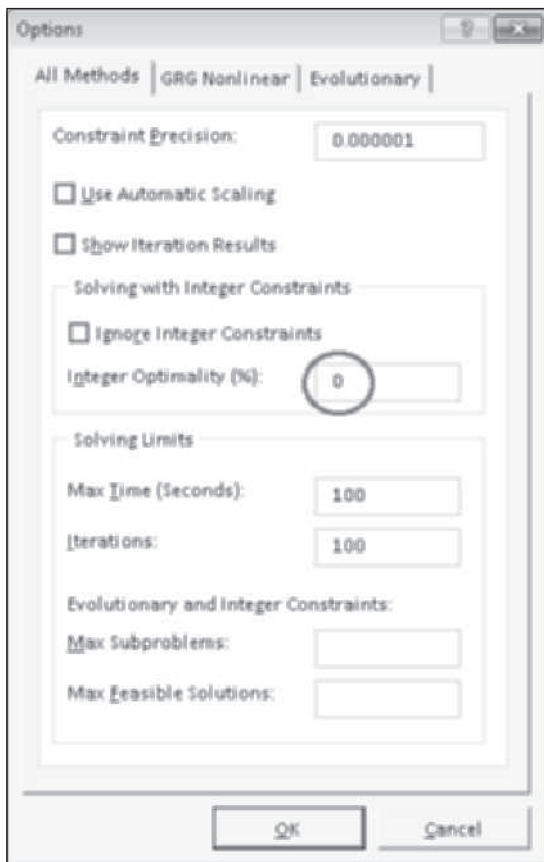 Options
All Methods GRG Nonlinear Evolutionary
Constraint Precision: 0.000001
Use Automatic Scaling
Show Iteration Results
Solving with Integer Constraints
Ignore Integer Constraints
Integer Optimality (%): 0
Solving Limits
Max Time (Seconds): 100
Iterations: 100
Evolutionary and Integer Constraints:
Max Subproblems:
Max Feasible Solutions:
OK Cancel